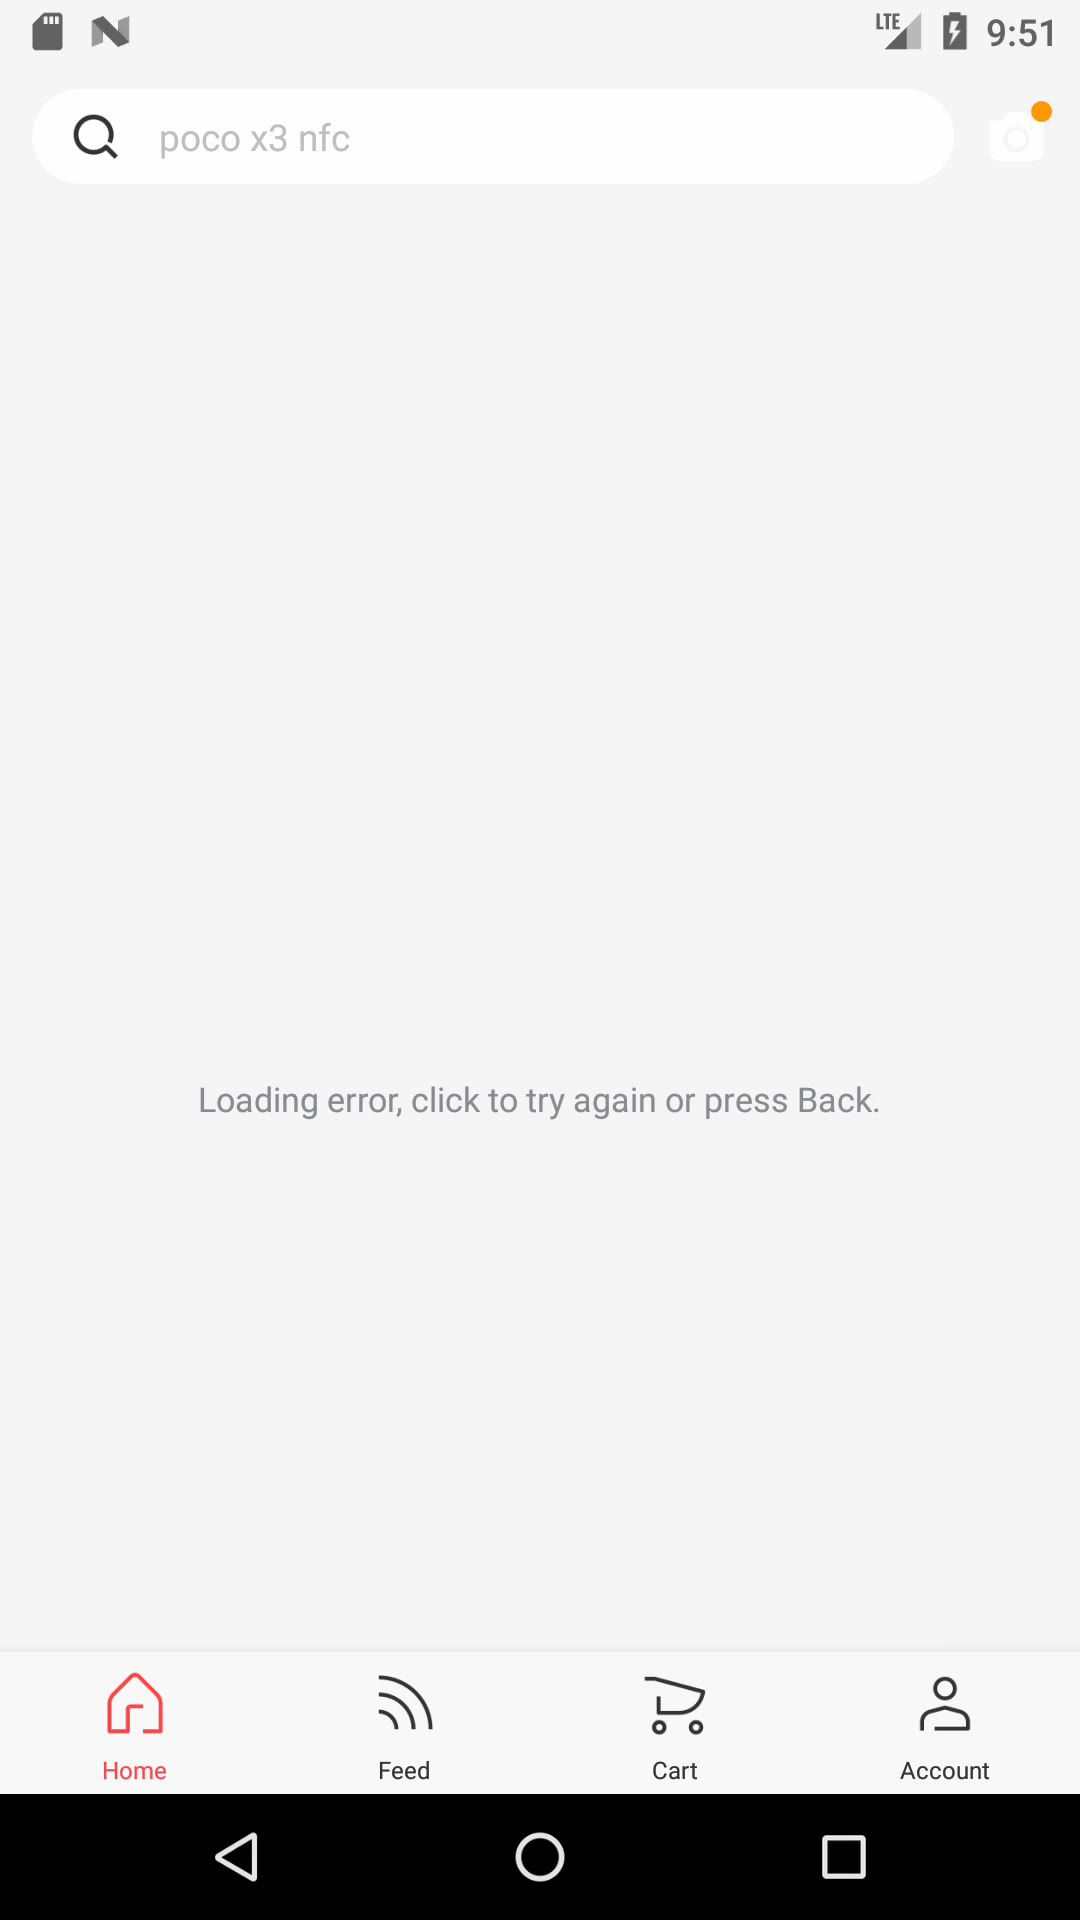 LTE 9:51
poco x3 nfc
Loading error, click to try again or press Back.
Home Feed Cart Account